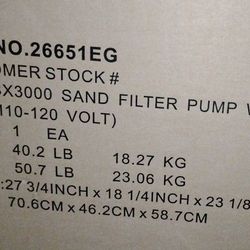 NO.26651EG
OMER STOCK #
SX3000 SAND FILTER PUMP W
110-120 VOLT)
1 EA
40.2 LB 18.27 KG
50.7 LB 23.06 KG
:27 3/4INCH x 18 1/4INCH x 23 1/8
70.6CM x 46.2CM x 58.7CM